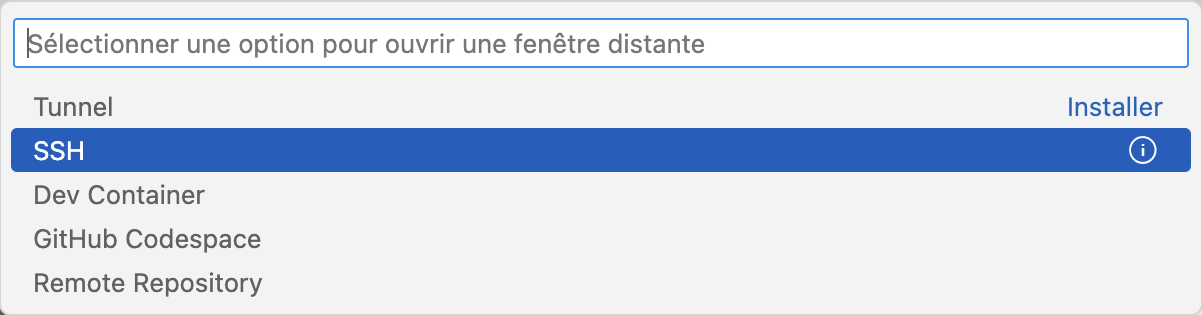 Sélectionner une option pour ouvrir une fenêtre distante
Tunnel Installer
SSH
Dev Container
GitHub Codespace
Remote Repository